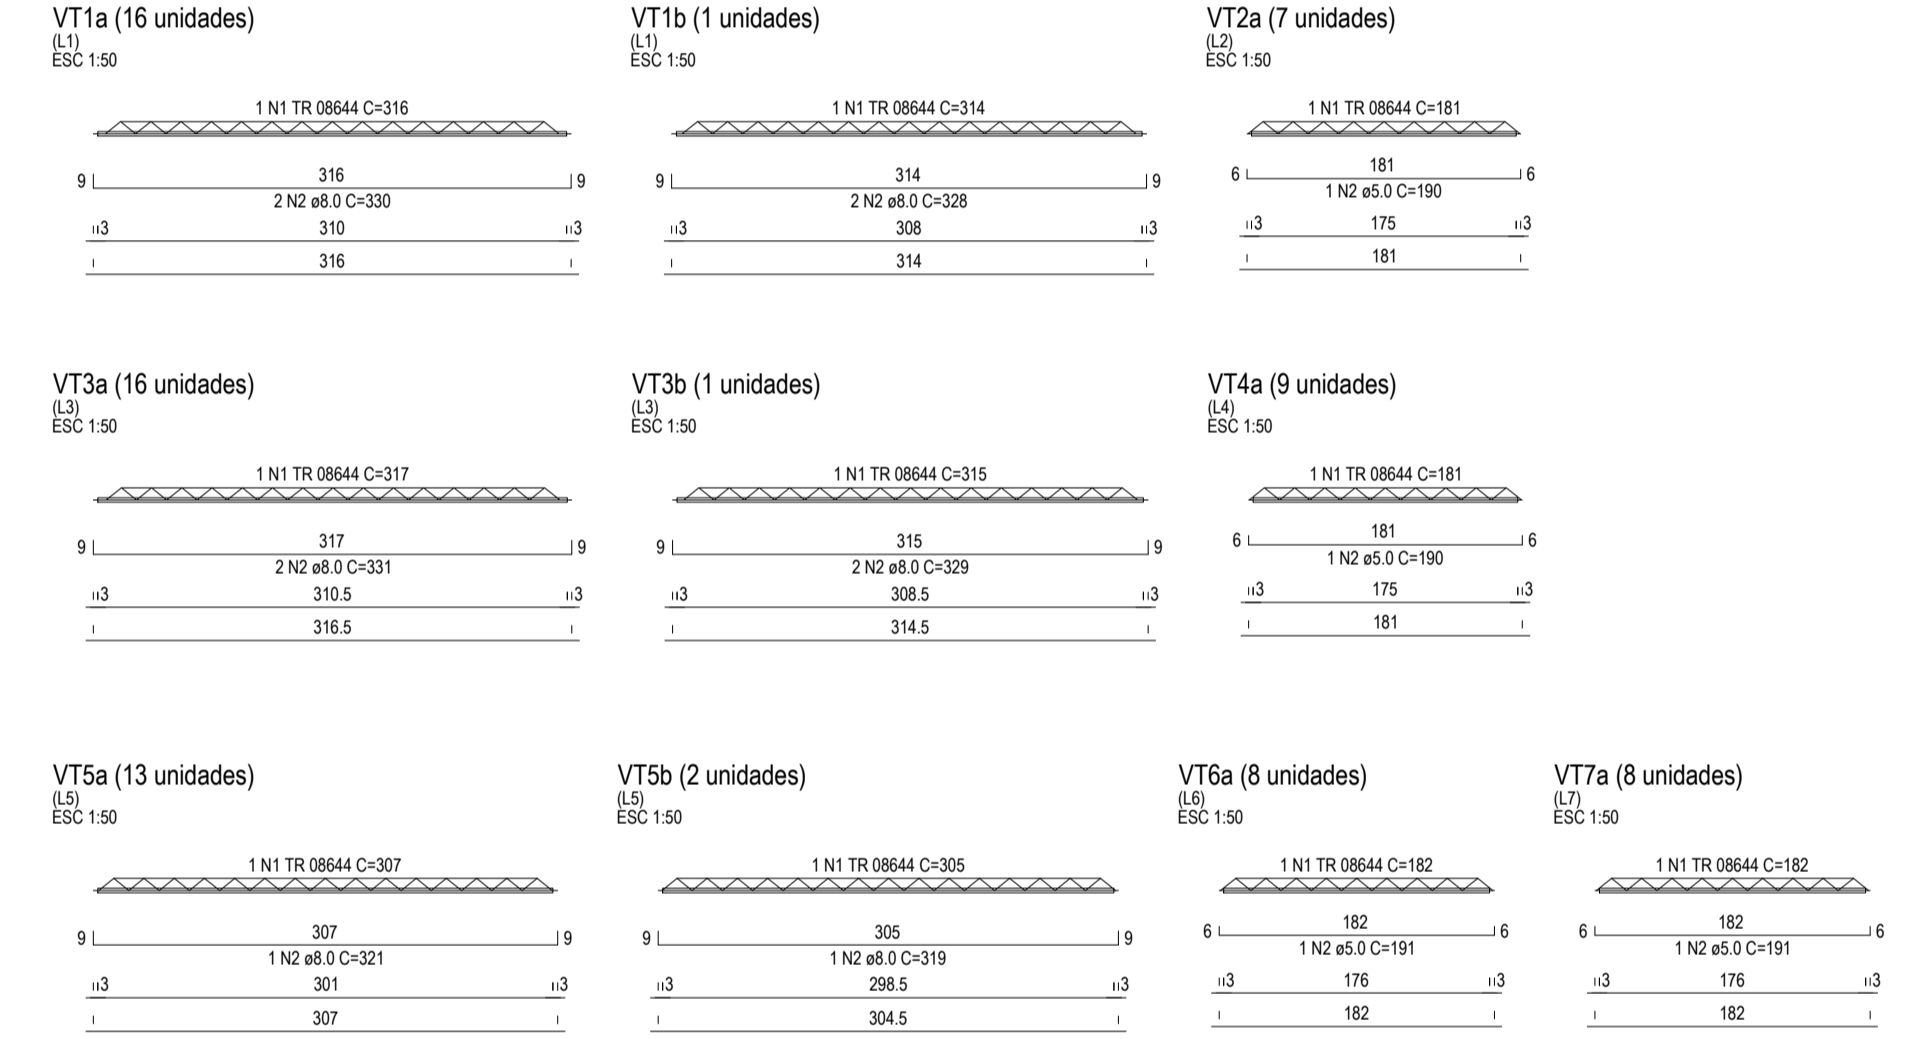 VT1a (16 unidades)
(L1)
ESC 1:50
1 N1 TR 08644 C=316
9 316 9
2 N2 ø8.0 C=330
3 310 3
316
VT1b (1 unidades)
(L1)
ESC 1:50
1 N1 TR 08644 C=314
9 314 9
2 N2 ø8.0 C=328
3 308 3
314
VT2a (7 unidades)
(L2)
ESC 1:50
1 N1 TR 08644 C=181
6 181 6
1 N2 ø5.0 C=190
3 175 3
181
VT3a (16 unidades)
(L3)
ESC 1:50
1 N1 TR 08644 C=317
9 317 9
2 N2 ø8.0 C=331
3 310.5 3
316.5
VT3b (1 unidades)
(L3)
ESC 1:50
1 N1 TR 08644 C=315
9 315 9
2 N2 ø8.0 C=329
3 308.5 3
314.5
VT4a (9 unidades)
(L4)
ESC 1:50
1 N1 TR 08644 C=181
6 181 6
1 N2 ø5.0 C=190
3 175 3
181
VT5a (13 unidades)
(L5)
ESC 1:50
1 N1 TR 08644 C=307
9 307 9
1 N2 ø8.0 C=321
3 301 3
307
VT5b (2 unidades)
(L5)
ESC 1:50
1 N1 TR 08644 C=305
9 305 9
1 N2 ø8.0 C=319
3 298.5 3
304.5
VT6a (8 unidades)
(L6)
ESC 1:50
1 N1 TR 08644 C=182
6 182 6
1 N2 ø5.0 C=191
3 176 3
182
VT7a (8 unidades)
(L7)
ESC 1:50
1 N1 TR 08644 C=182
6 182 6
1 N2 ø5.0 C=191
3 176 3
182